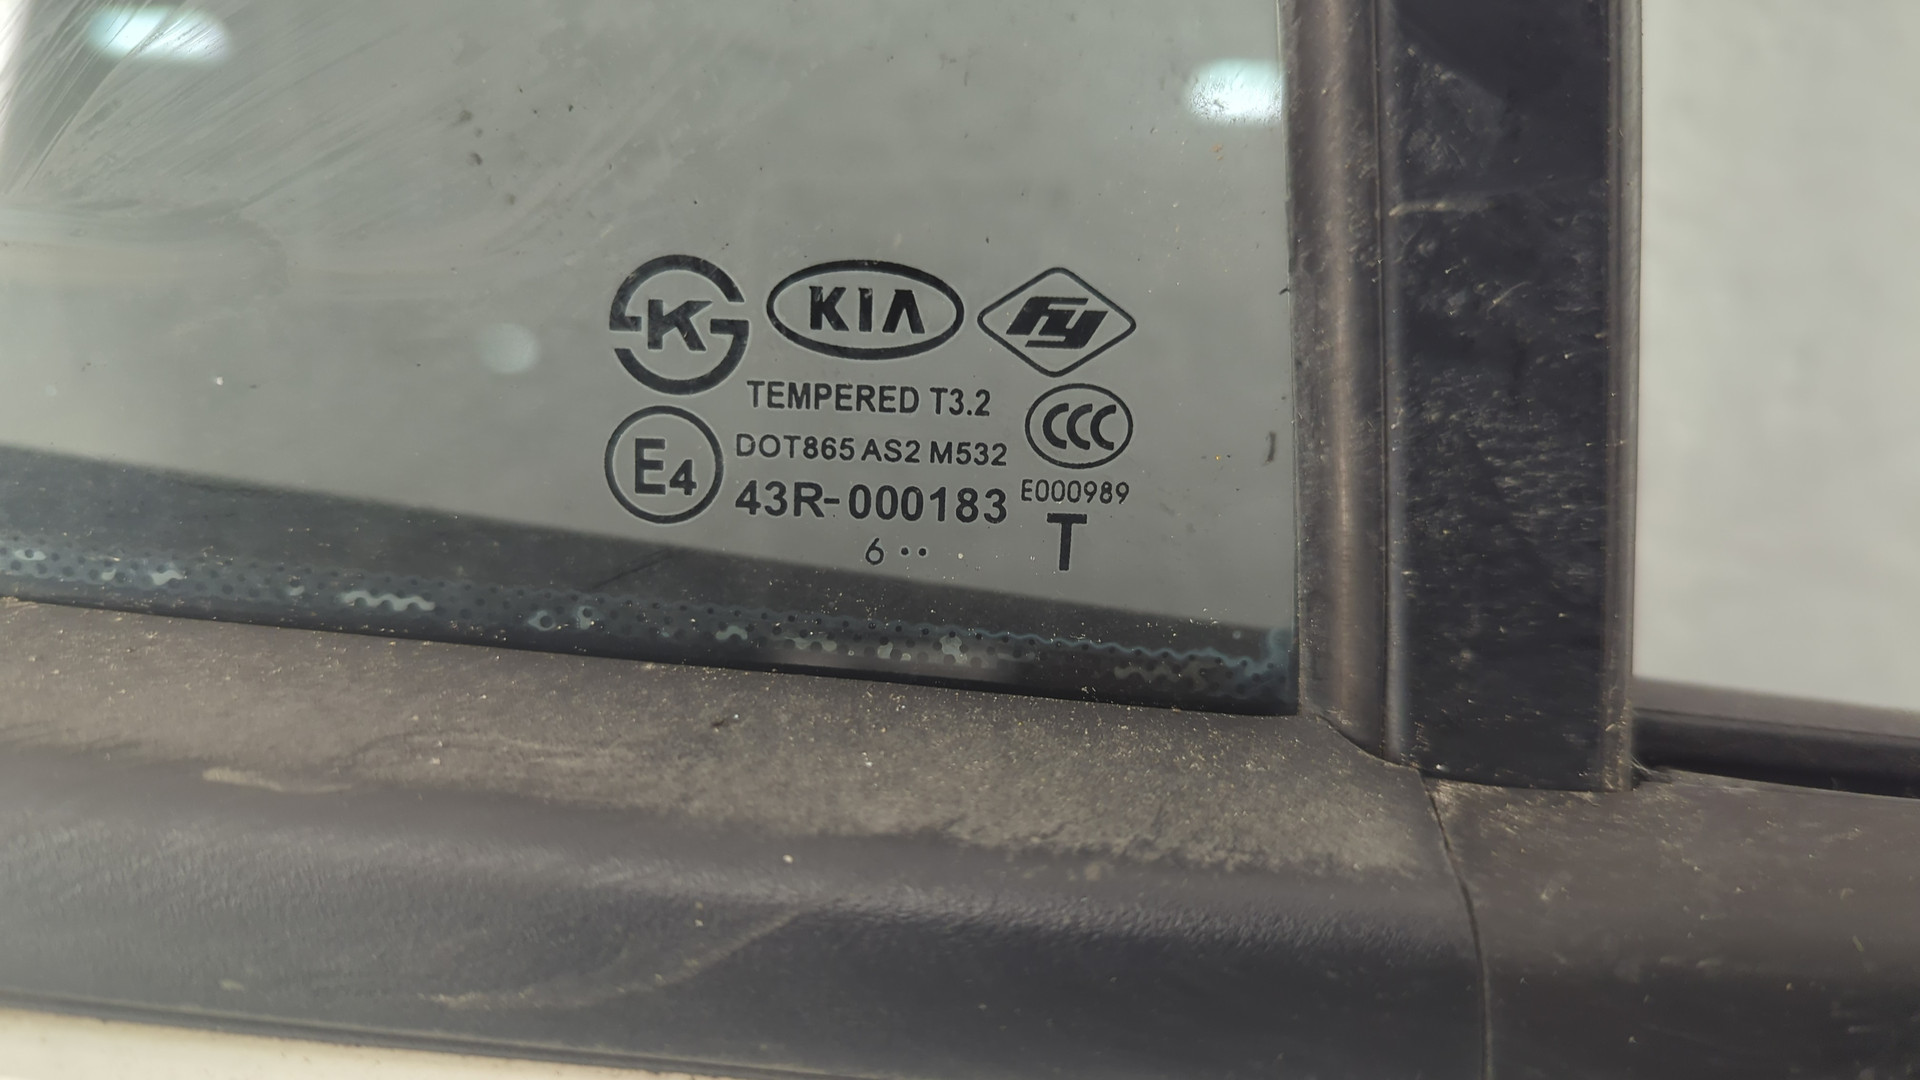 K KIA FY
TEMPERED T3.2
CCC
E4
DOT865 AS2 M532
43R-000183
E000989
6 ••
T